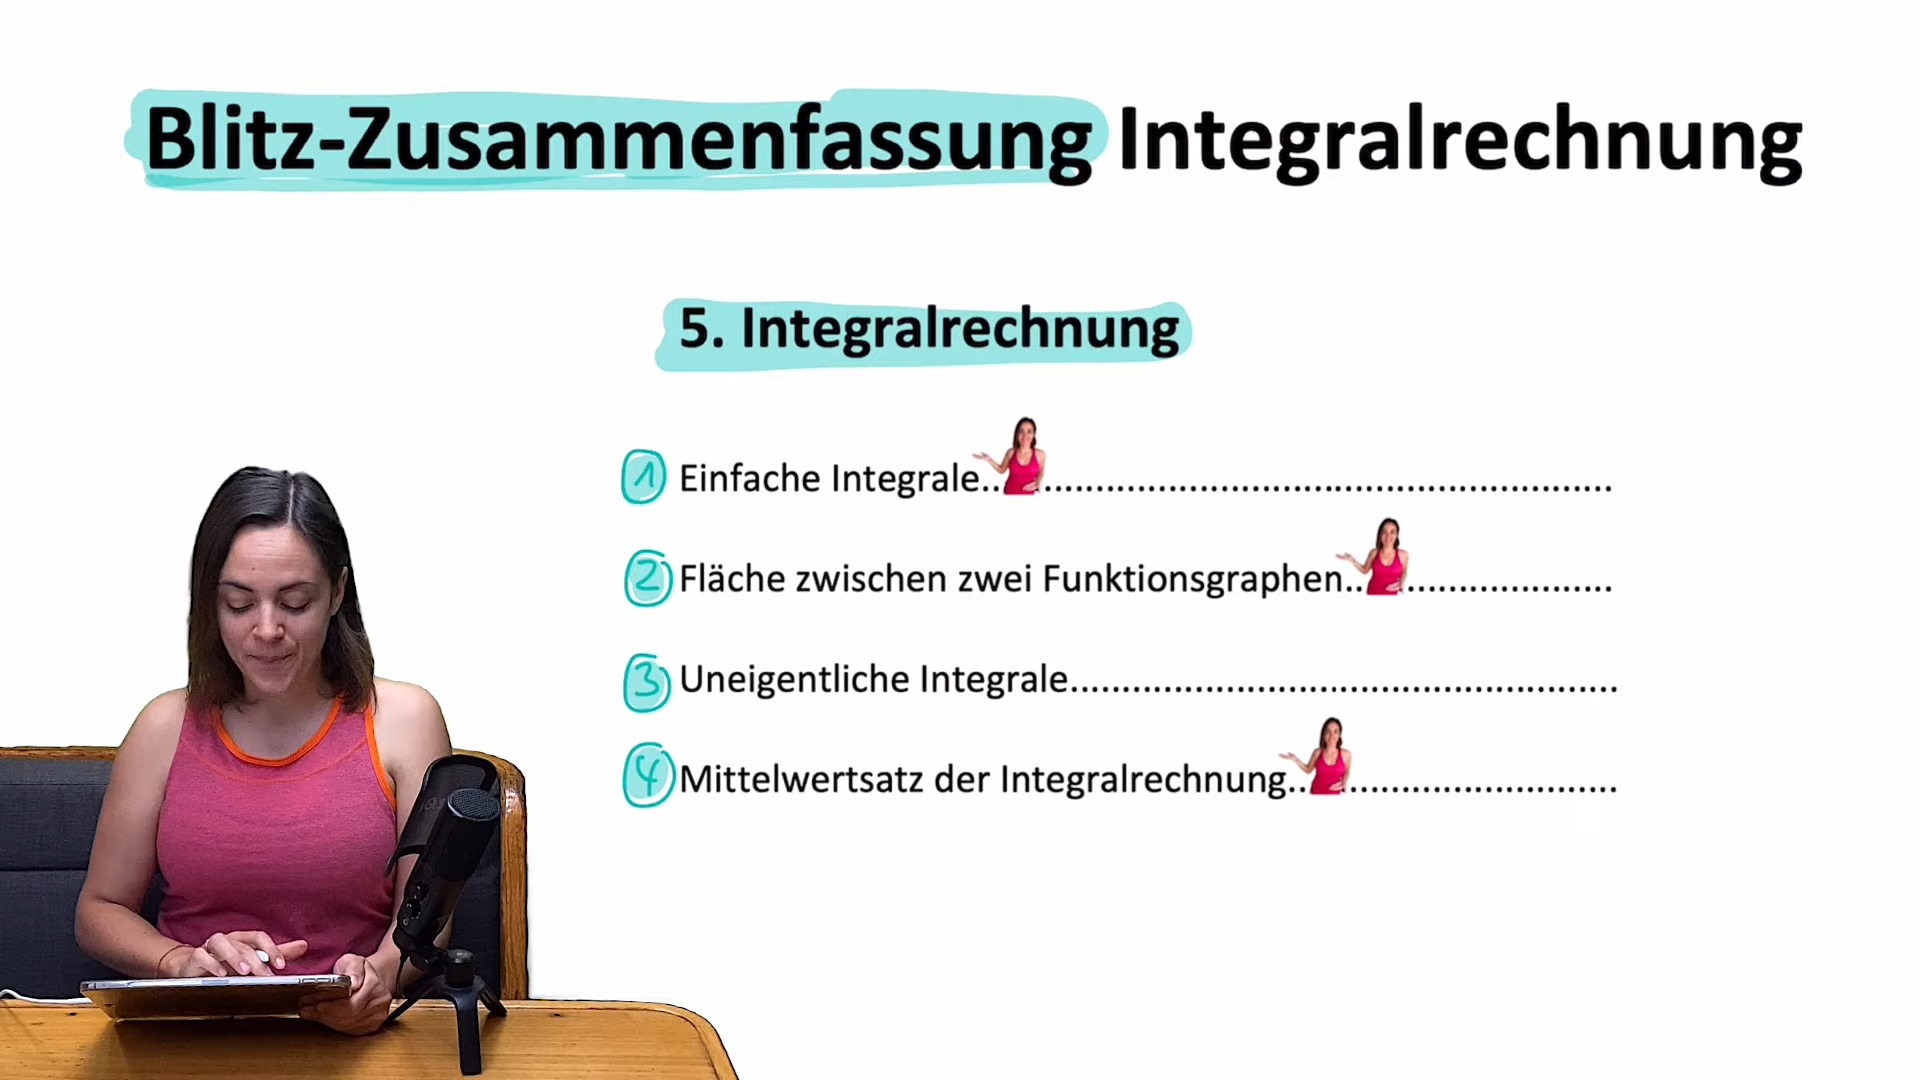 Blitz-Zusammenfassung Integralrechnung
5. Integralrechnung
1 Einfache Integrale
2 Fläche zwischen zwei Funktionsgraphen
3 Uneigentliche Integrale
4 Mittelwertsatz der Integralrechnung